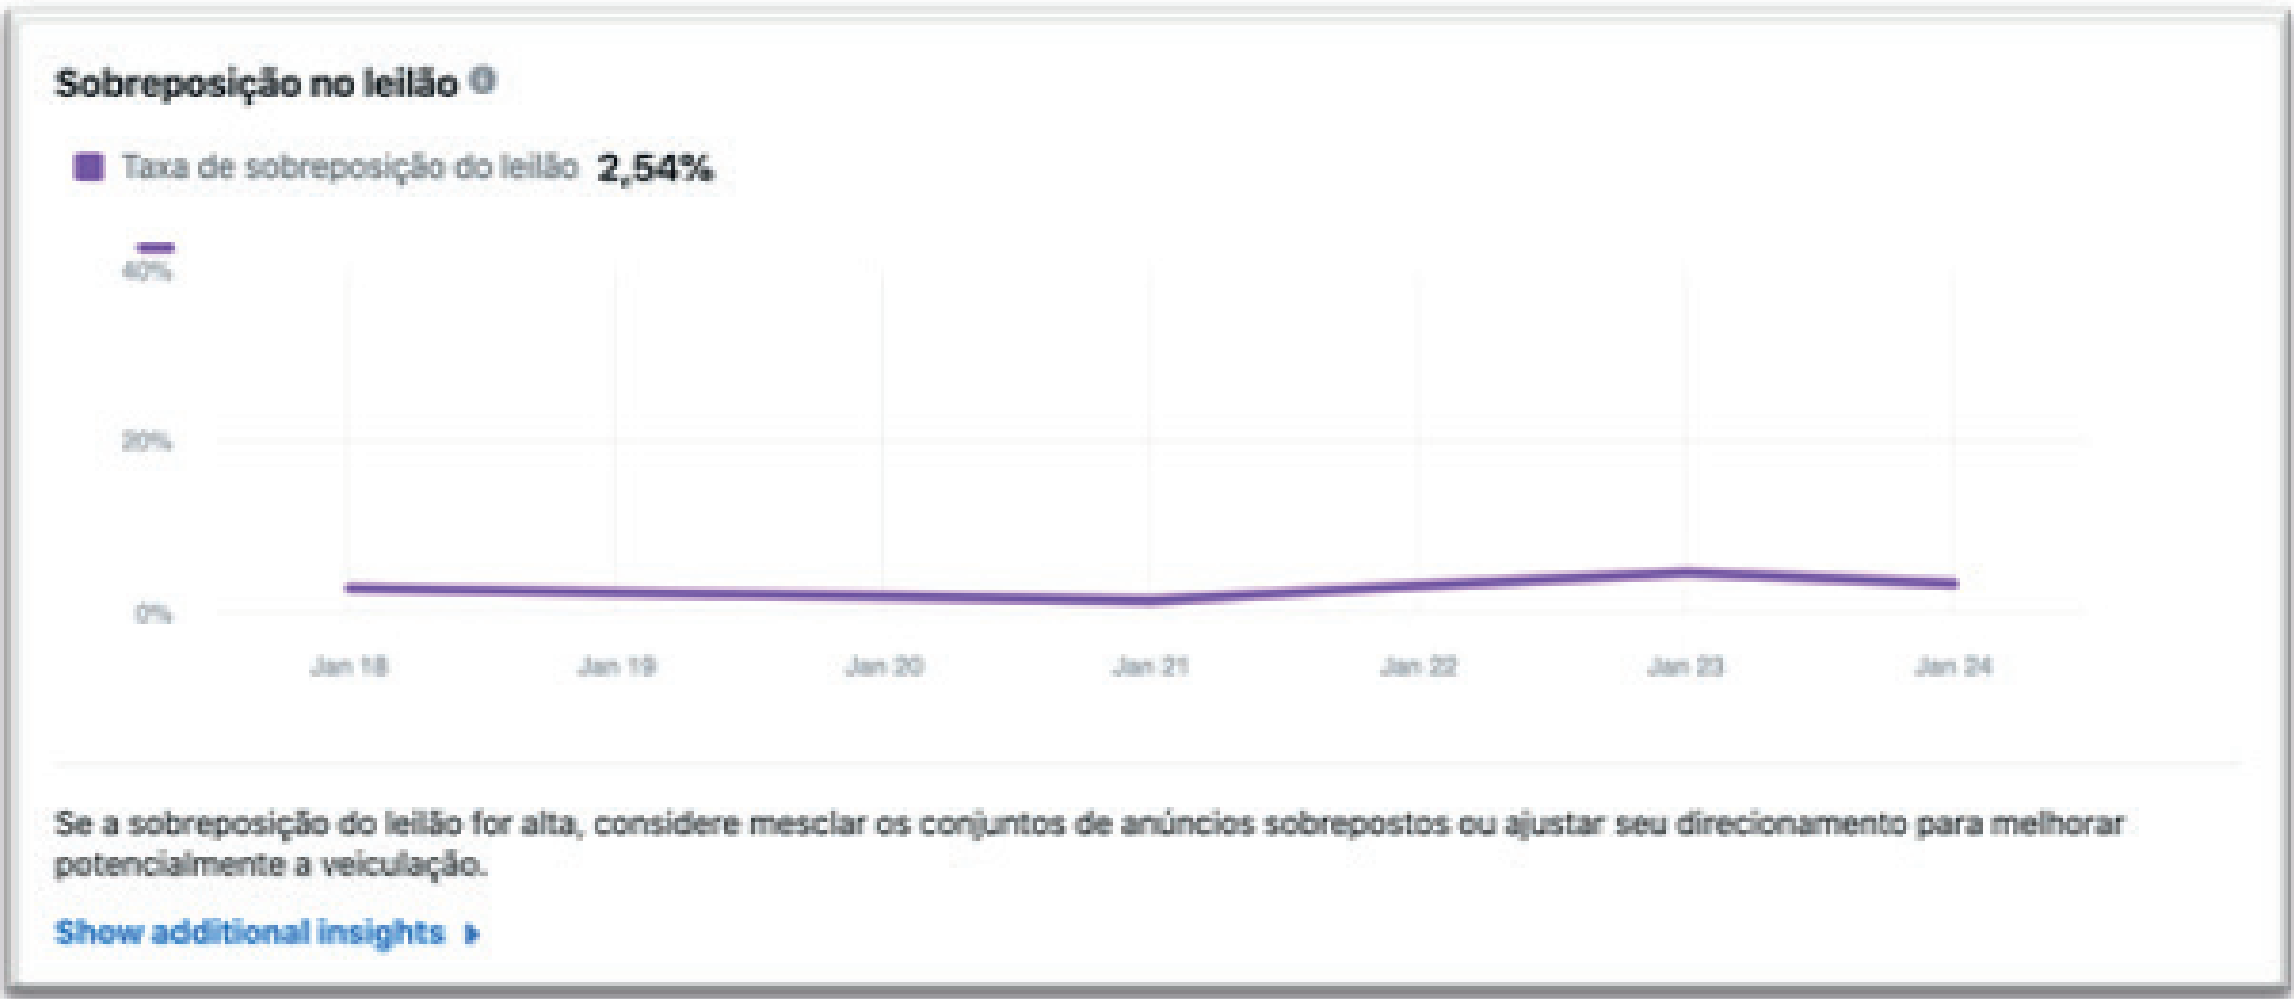 Sobreposição no leilão
Taxa de sobreposição do leilão 2,54%
40%
20%
0%
Jan 18 Jan 19 Jan 20 Jan 21 Jan 22 Jan 23 Jan 24
Se a sobreposição do leilão for alta, considere mesclar os conjuntos de anúncios sobrepostos ou ajustar seu direcionamento para melhorar
potencialmente a veiculação.
Show additional insights